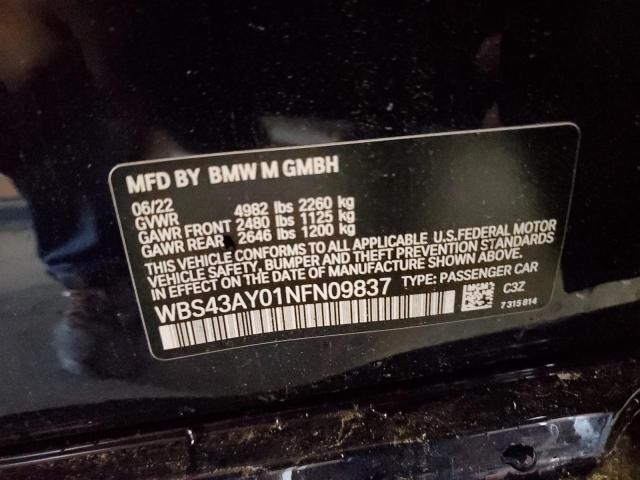 MFD BY BMW M GMBH
06/22
GVWR 4982 lbs 2260 kg
GAWR FRONT 2480 lbs 1125 kg
GAWR REAR 2646 lbs 1200 kg
THIS VEHICLE CONFORMS TO ALL APPLICABLE U.S.FEDERAL MOTOR
VEHICLE SAFETY, BUMPER AND THEFT PREVENTION STANDARDS
IN EFFECT ON THE DATE OF MANUFACTURE SHOWN ABOVE.
WBS43AY01NFN09837 TYPE: PASSENGER CAR
C3Z
7 315 814